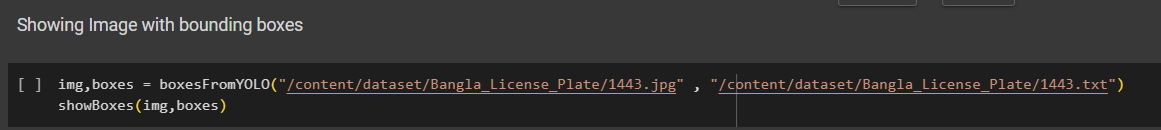 Showing Image with bounding boxes
[ ] img,boxes = boxesFromYOLO("/content/dataset/Bangla_License_Plate/1443.jpg" , "/content/dataset/Bangla_License_Plate/1443.txt")
showBoxes(img,boxes)